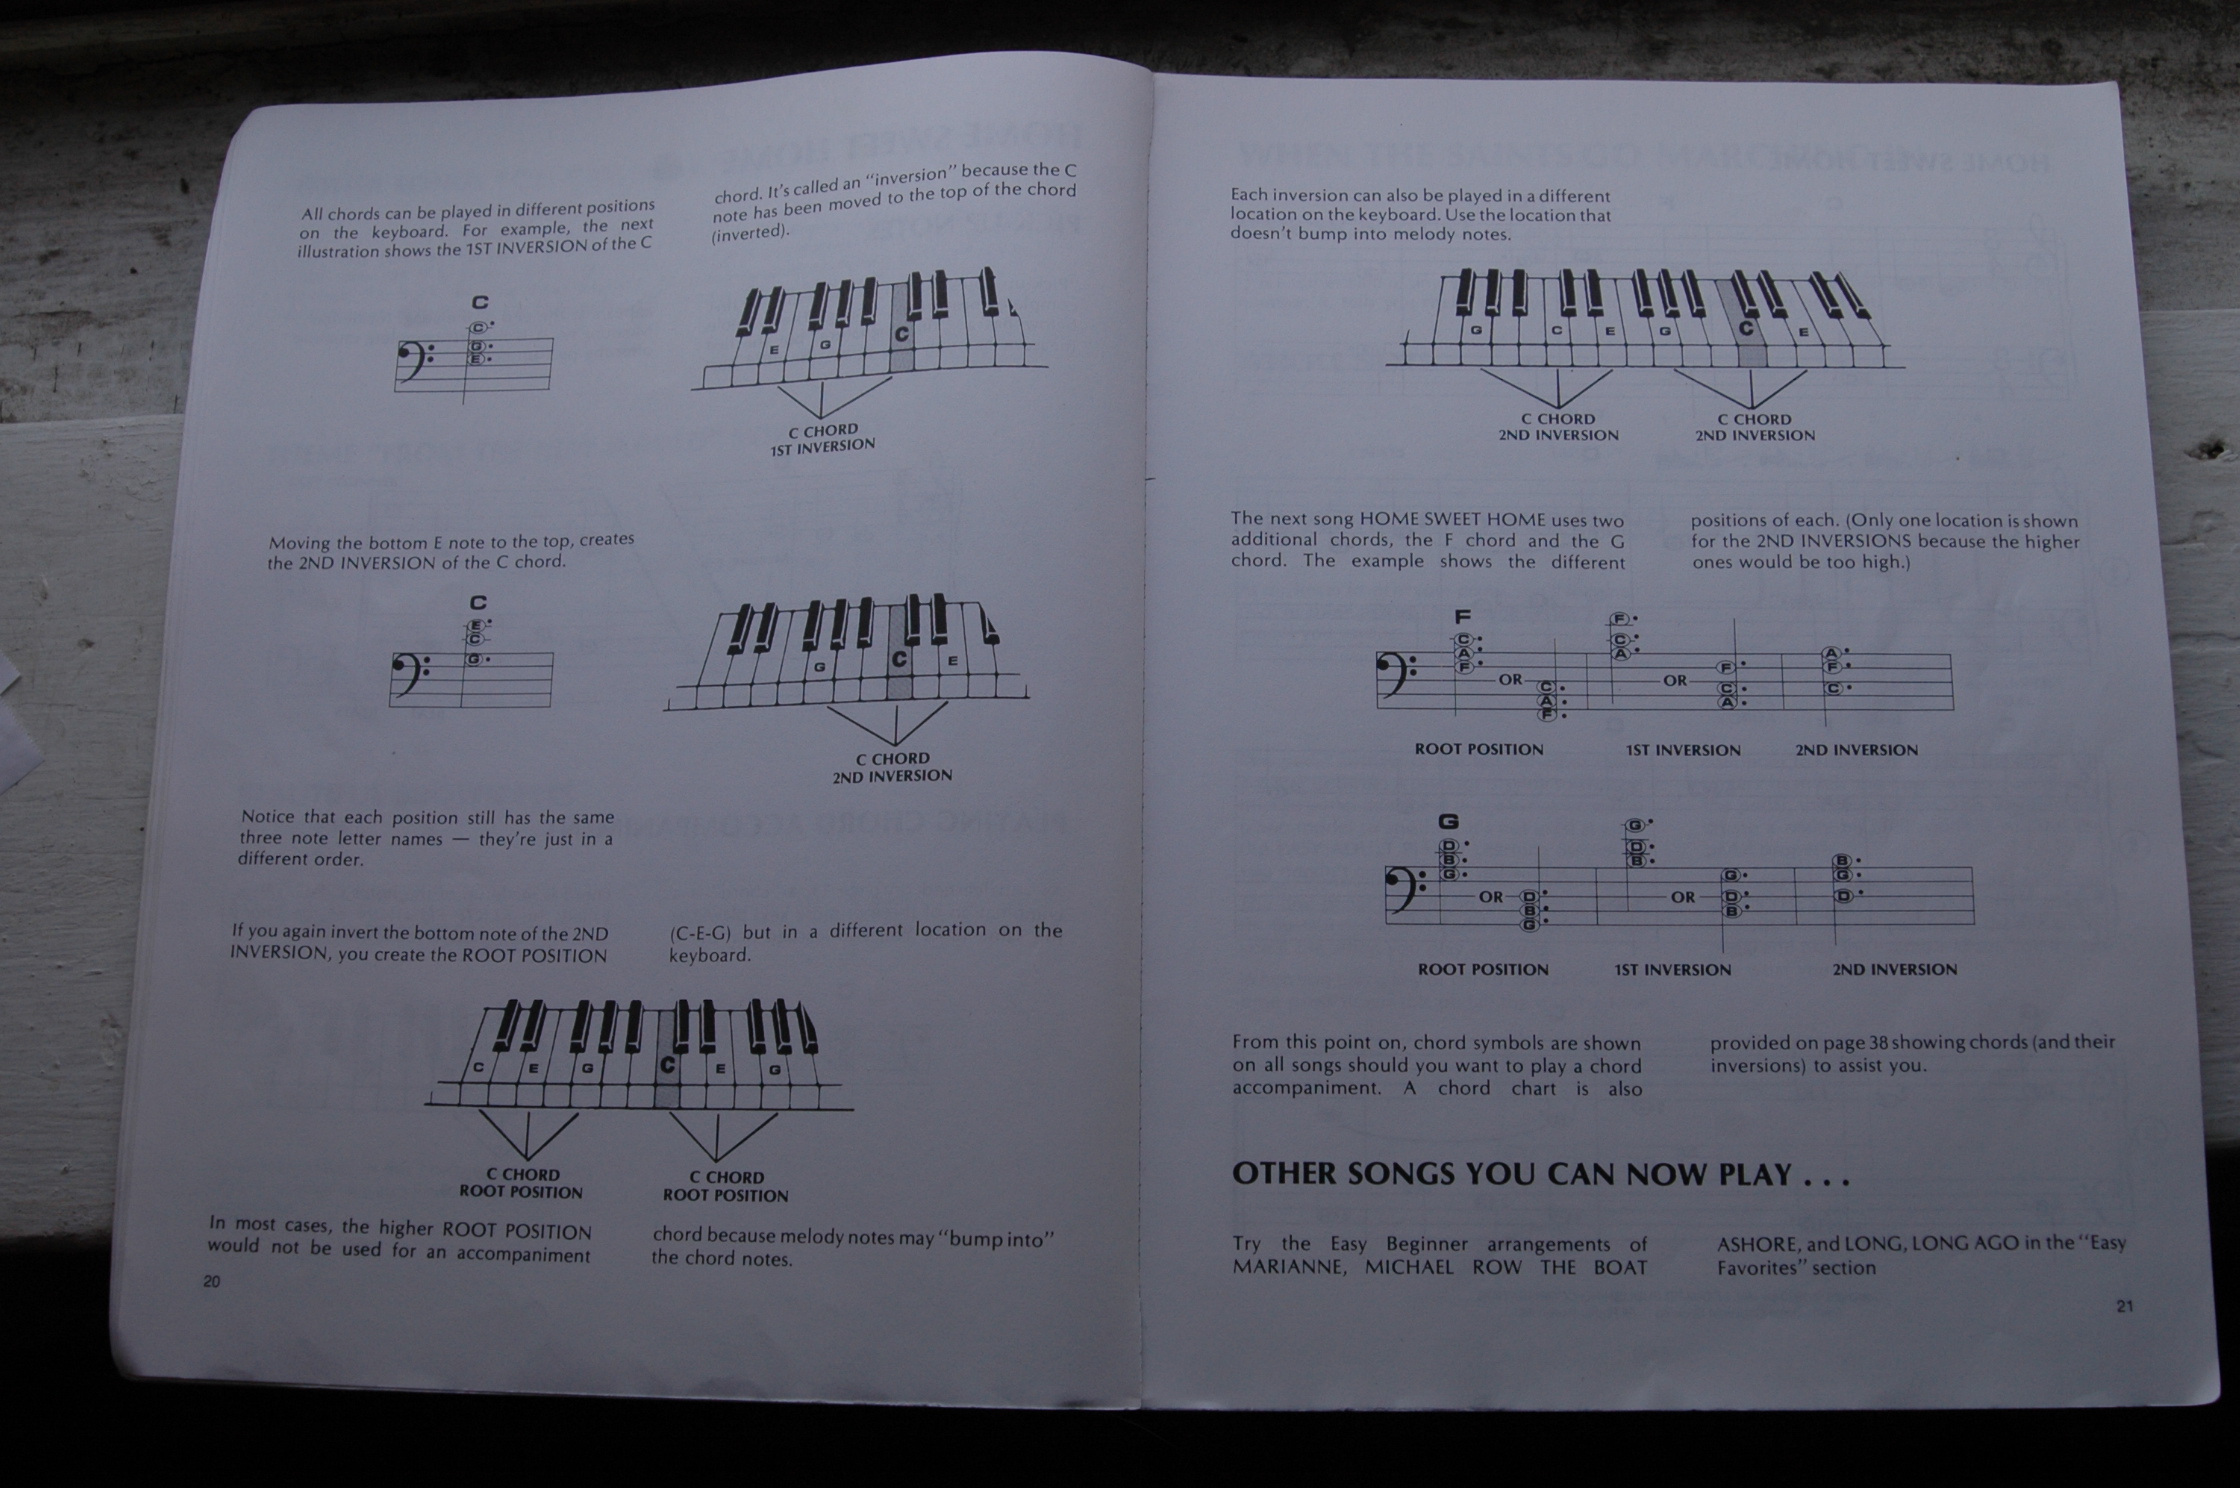 All chords can be played in different positions
on the keyboard. For example, the next
illustration shows the 1ST INVERSION of the C
chord. It's called an "inversion" because the C
note has been moved to the top of the chord
(inverted).
C
C
G
E
E G C
C CHORD
1ST INVERSION
Moving the bottom E note to the top, creates
the 2ND INVERSION of the C chord.
C
E
C
G
G C E
C CHORD
2ND INVERSION
Notice that each position still has the same
three note letter names — they're just in a
different order.
If you again invert the bottom note of the 2ND
INVERSION, you create the ROOT POSITION
(C-E-G) but in a different location on the
keyboard.
C E G C E G
C CHORD
ROOT POSITION
C CHORD
ROOT POSITION
In most cases, the higher ROOT POSITION
would not be used for an accompaniment
chord because melody notes may "bump into"
the chord notes.
20
Each inversion can also be played in a different
location on the keyboard. Use the location that
doesn't bump into melody notes.
G C E G C E
C CHORD
2ND INVERSION
C CHORD
2ND INVERSION
The next song HOME SWEET HOME uses two
additional chords, the F chord and the G
chord. The example shows the different
positions of each. (Only one location is shown
for the 2ND INVERSIONS because the higher
ones would be too high.)
F
C
A
F
OR
C
A
F
F
C
A
OR
F
C
A
A
F
C
ROOT POSITION 1ST INVERSION 2ND INVERSION
G
D
B
G
OR
D
B
G
G
D
B
OR
G
D
B
B
G
D
ROOT POSITION 1ST INVERSION 2ND INVERSION
From this point on, chord symbols are shown
on all songs should you want to play a chord
accompaniment. A chord chart is also
provided on page 38 showing chords (and their
inversions) to assist you.
OTHER SONGS YOU CAN NOW PLAY . . .
Try the Easy Beginner arrangements of
MARIANNE, MICHAEL ROW THE BOAT
ASHORE, and LONG, LONG AGO in the "Easy
Favorites" section
21